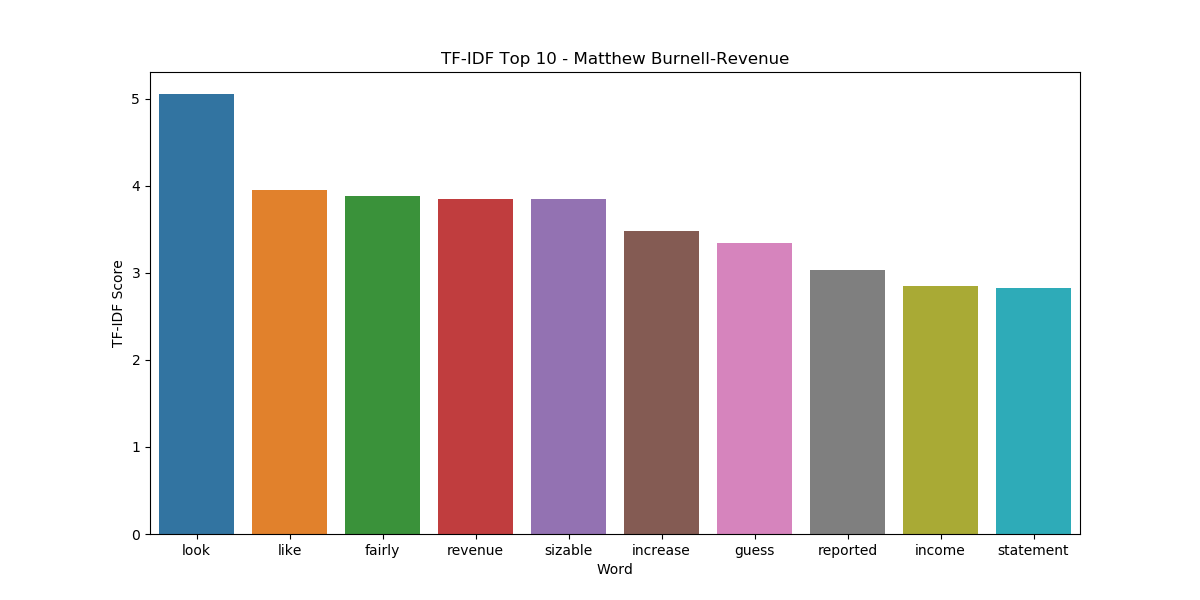 TF-IDF Top 10 - Matthew Burnell-Revenue
5
4
3
2
1
0
TF-IDF Score
look like fairly revenue sizable increase guess reported income statement
Word